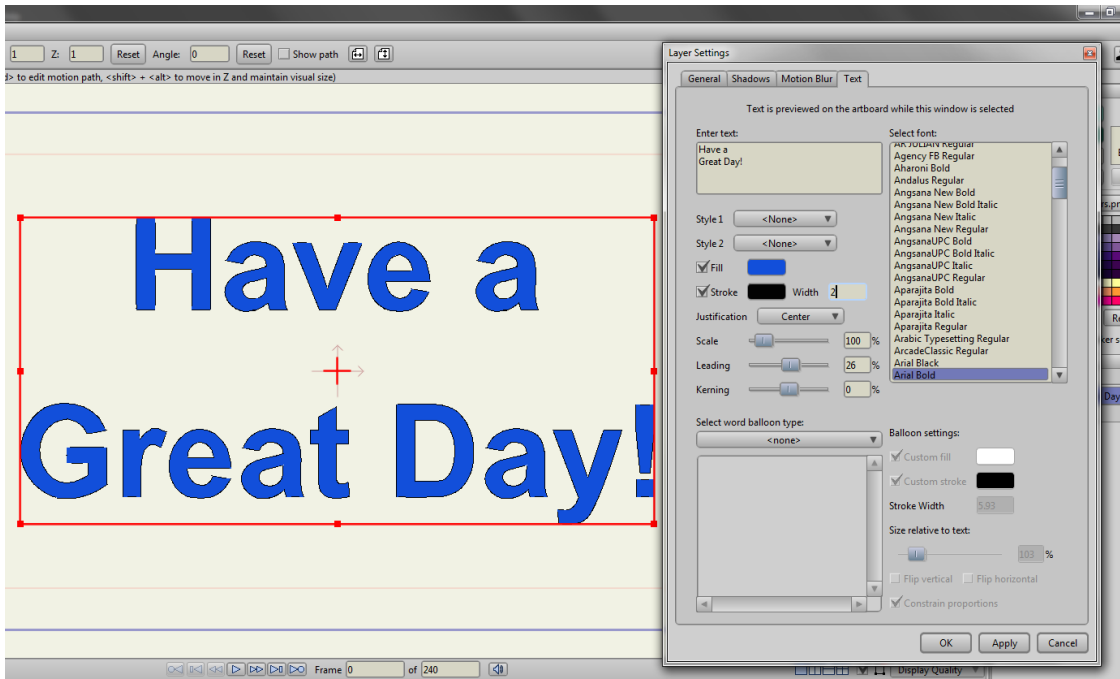 1 Z: 1 Reset Angle: 0 Reset Show path
> to edit motion path, <shift> + <alt> to move in Z and maintain visual size)
Have a
Great Day!
Frame 0 of 240
Display Quality
Layer Settings
General Shadows Motion Blur Text
Text is previewed on the artboard while this window is selected
Enter text:
Have a
Great Day!
Style 1 <None>
Style 2 <None>
Fill
Stroke Width 2
Justification Center
Scale 100 %
Leading 26 %
Kerning 0 %
Select font:
AR JULIAN Regular
Agency FB Regular
Aharoni Bold
Andalus Regular
Angsana New Bold
Angsana New Bold Italic
Angsana New Italic
Angsana New Regular
AngsanaUPC Bold
AngsanaUPC Bold Italic
AngsanaUPC Italic
AngsanaUPC Regular
Aparajita Bold
Aparajita Bold Italic
Aparajita Italic
Aparajita Regular
Arabic Typesetting Regular
ArcadeClassic Regular
Arial Black
Arial Bold
Select word balloon type:
<none>
Balloon settings:
Custom fill
Custom stroke
Stroke Width 5.93
Size relative to text:
103 %
Flip vertical Flip horizontal
Constrain proportions
OK Apply Cancel
Day